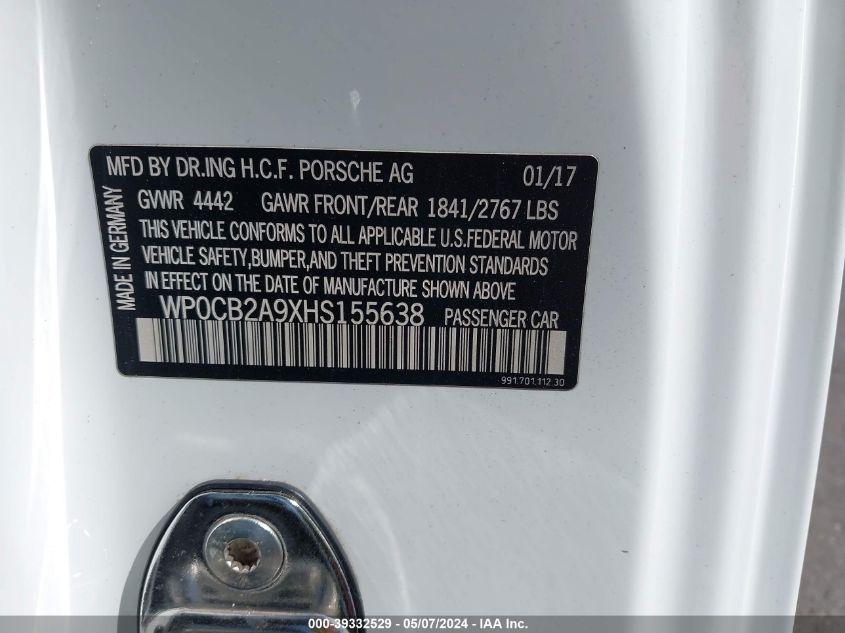 MFD BY DR.ING H.C.F. PORSCHE AG 01/17
GVWR 4442 GAWR FRONT/REAR 1841/2767 LBS
THIS VEHICLE CONFORMS TO ALL APPLICABLE U.S.FEDERAL MOTOR
VEHICLE SAFETY,BUMPER,AND THEFT PREVENTION STANDARDS
IN EFFECT ON THE DATE OF MANUFACTURE SHOWN ABOVE
WP0CB2A9XHS155638 PASSENGER CAR
MADE IN GERMANY
991.701.112.30
000-39332529 - 05/07/2024 - IAA Inc.